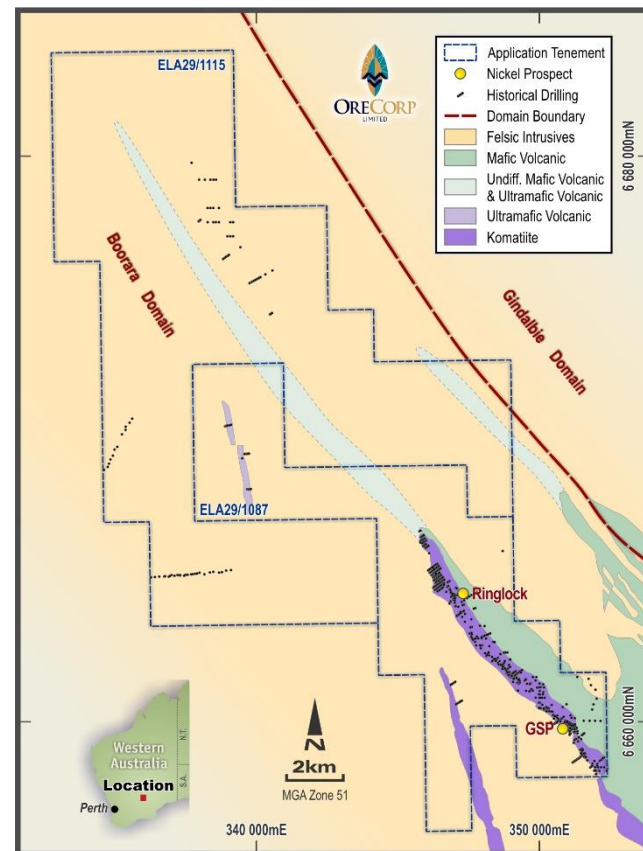 ELA29/1115
ORECORP
LIMITED
Application Tenement
Nickel Prospect
Historical Drilling
Domain Boundary
Felsic Intrusives
Mafic Volcanic
Undiff. Mafic Volcanic
& Ultramafic Volcanic
Ultramafic Volcanic
Komatiite
6 680 000mN
Boorara
Domain
Gindalbie
Domain
ELA29/1087
Ringlock
GSP
6 660 000mN
Western
Australia
Location
Perth
N.T.
S.A.
N
2km
MGA Zone 51
340 000mE
350 000mE